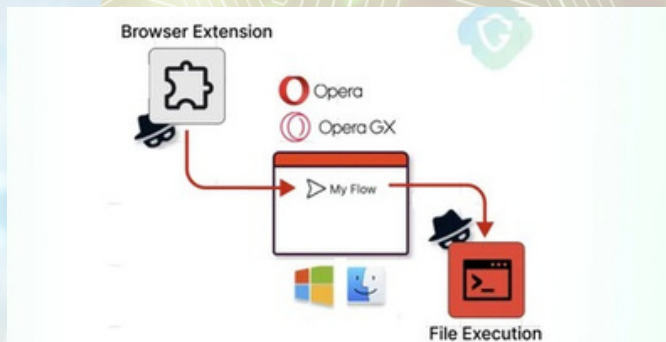 Browser Extension
Opera
Opera GX
My Flow
>_
File Execution